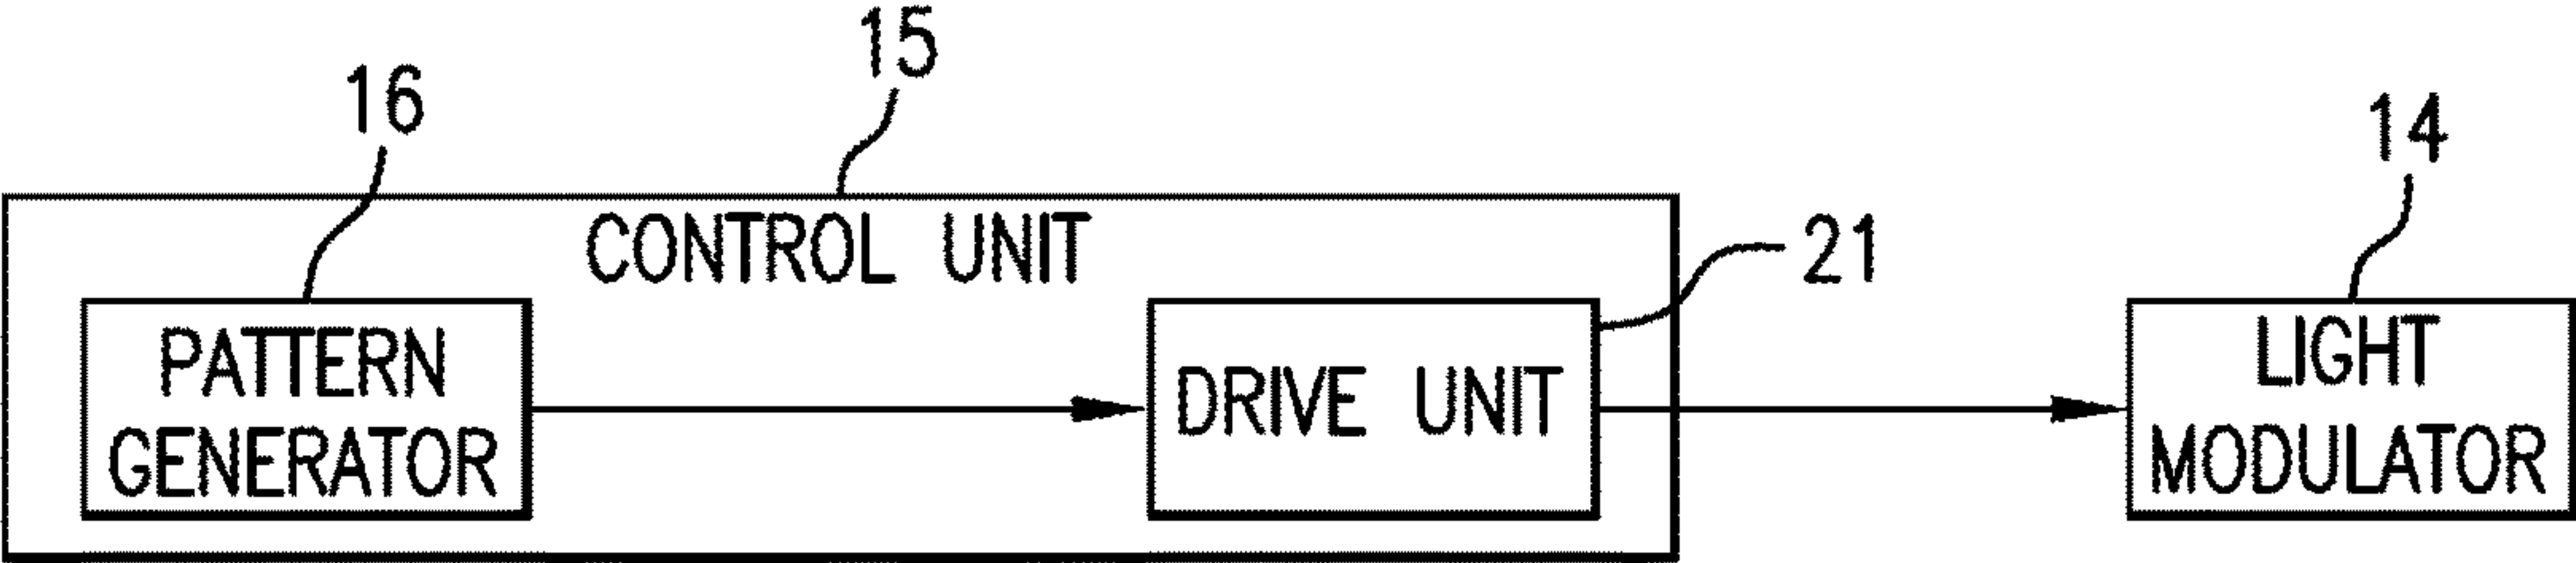 15
16
14
CONTROL UNIT
21
PATTERN
GENERATOR
DRIVE UNIT
LIGHT
MODULATOR